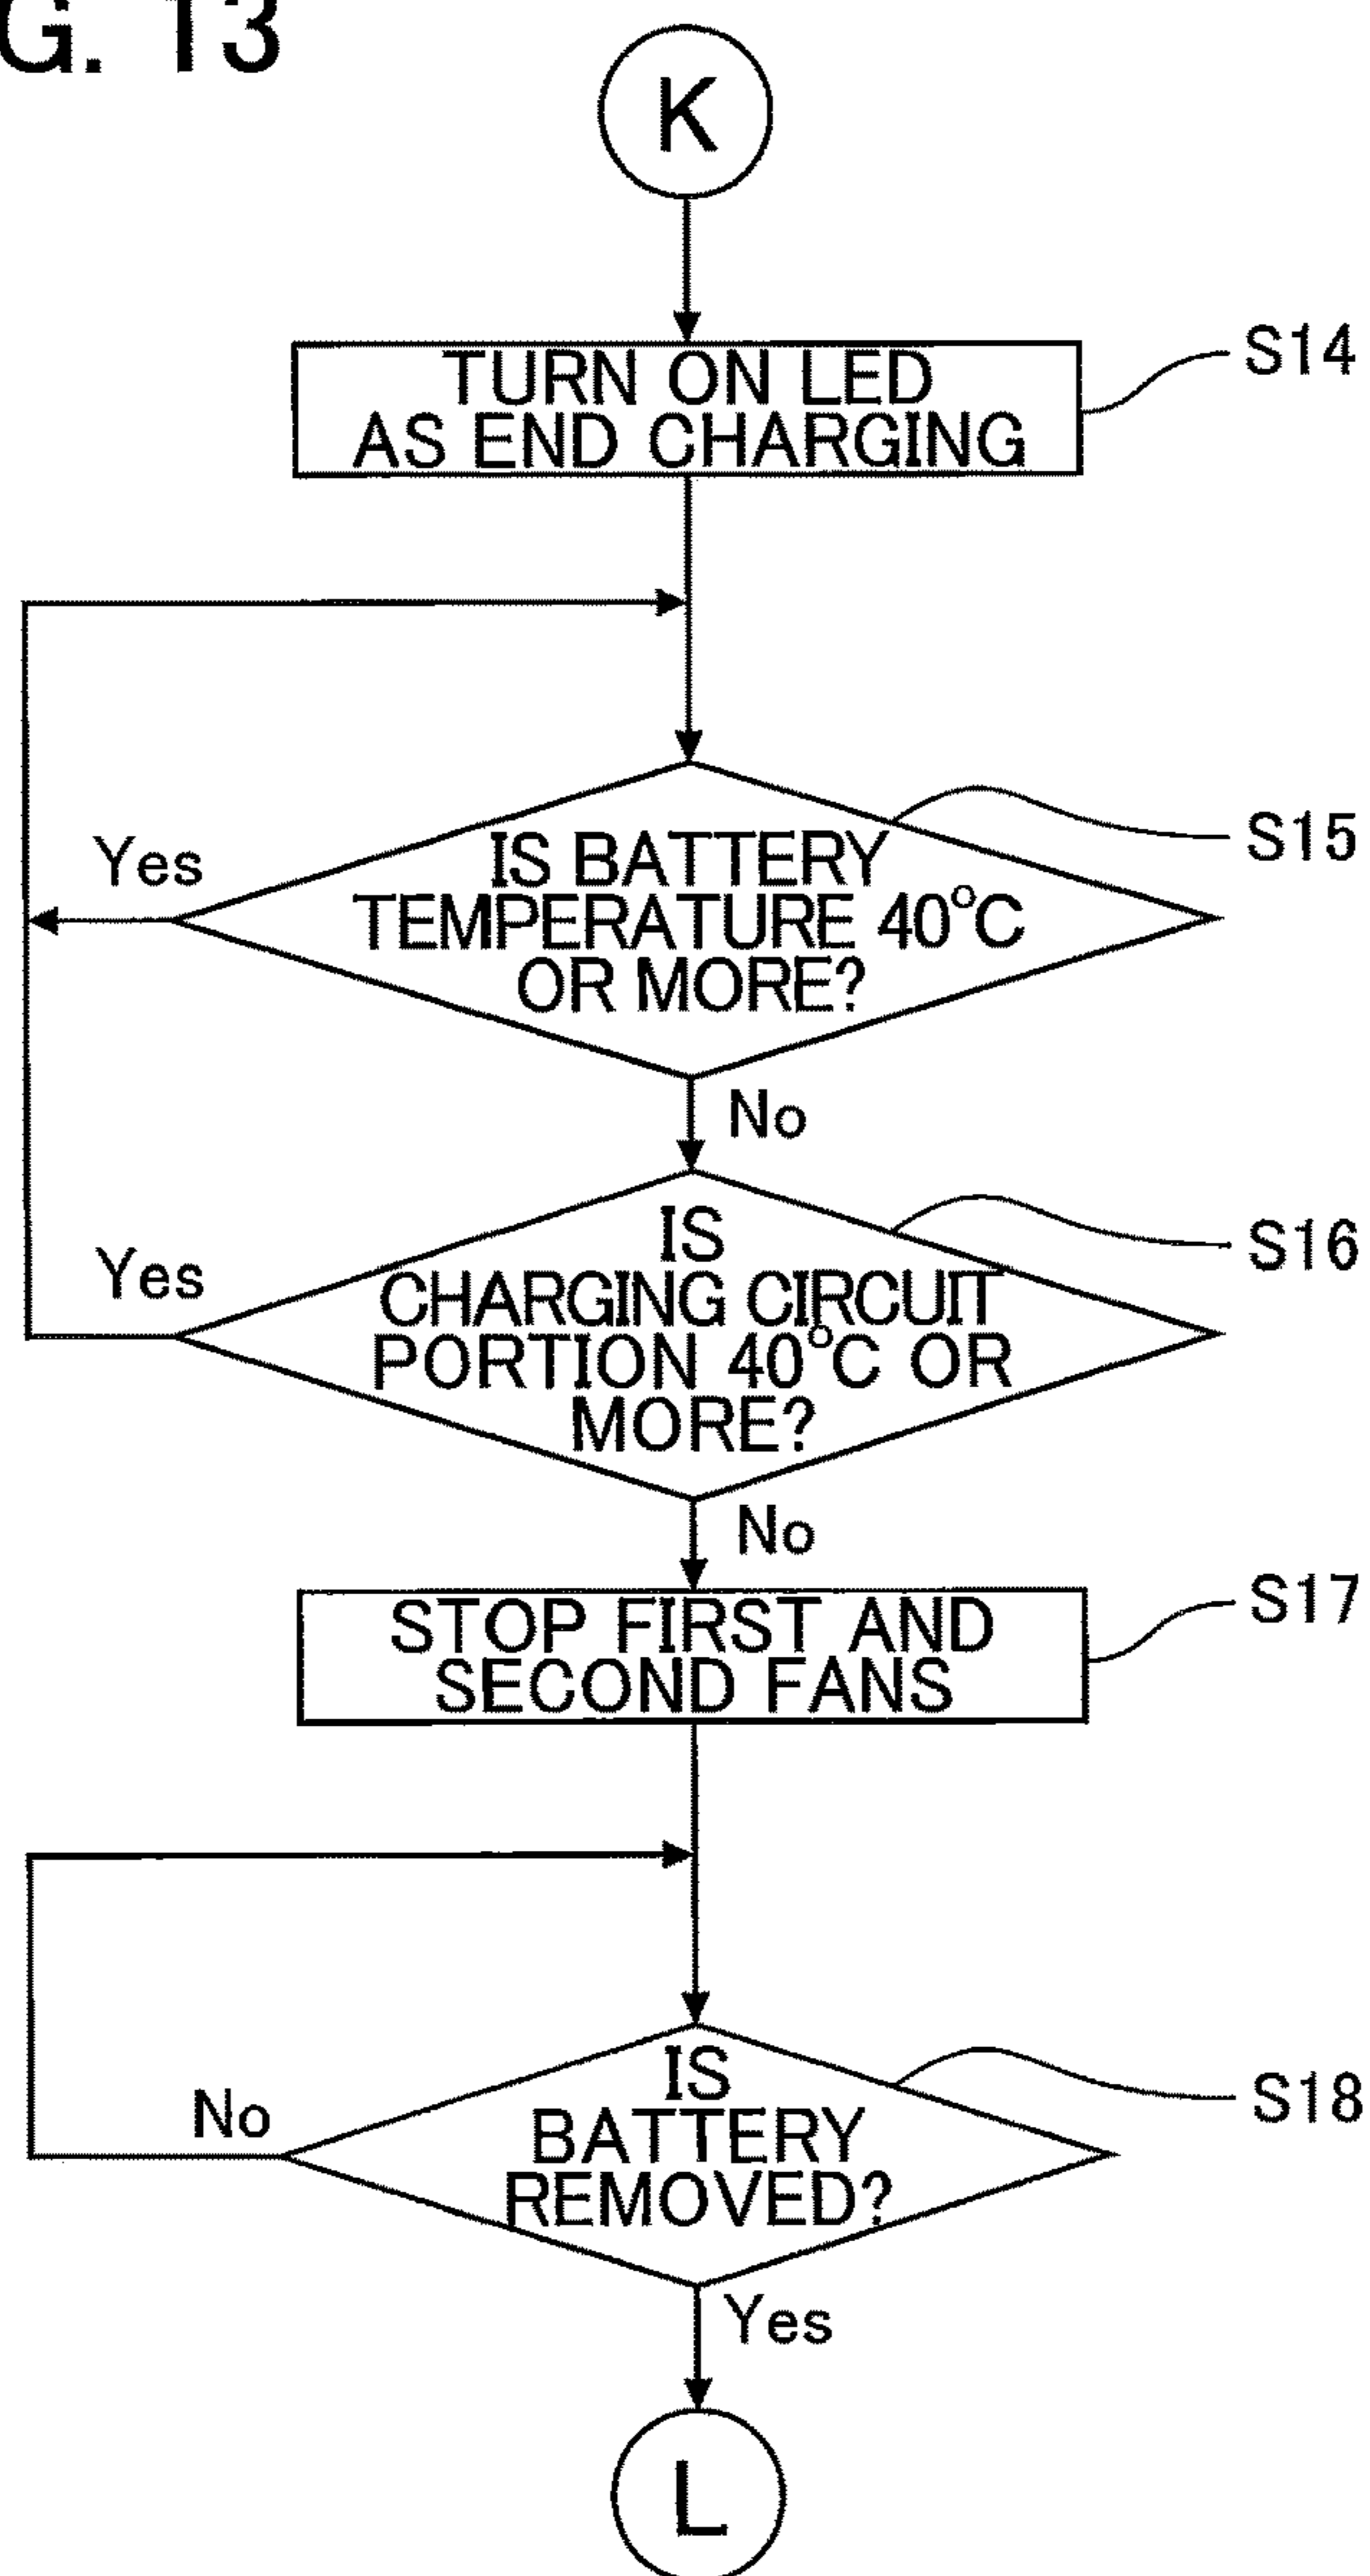 G. 13
K
TURN ON LED
AS END CHARGING
S14
IS BATTERY
TEMPERATURE 40°C
OR MORE?
S15
Yes
No
IS
CHARGING CIRCUIT
PORTION 40°C OR
MORE?
S16
Yes
No
STOP FIRST AND
SECOND FANS
S17
IS
BATTERY
REMOVED?
S18
No
Yes
L